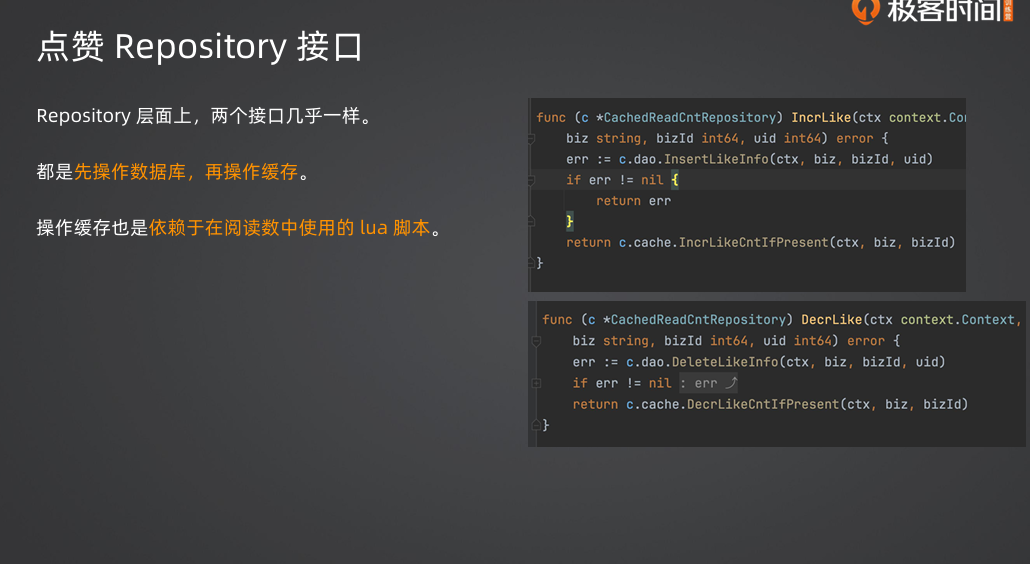 极客时间
点赞 Repository 接口
Repository 层面上，两个接口几乎一样。
都是先操作数据库，再操作缓存。
操作缓存也是依赖于在阅读数中使用的 lua 脚本。
func (c *CachedReadCntRepository) IncrLike(ctx context.Con
biz string, bizId int64, uid int64) error {
err := c.dao.InsertLikeInfo(ctx, biz, bizId, uid)
if err != nil {
return err
}
return c.cache.IncrLikeCntIfPresent(ctx, biz, bizId)
}
func (c *CachedReadCntRepository) DecrLike(ctx context.Context,
biz string, bizId int64, uid int64) error {
err := c.dao.DeleteLikeInfo(ctx, biz, bizId, uid)
if err != nil : err ⤴
return c.cache.DecrLikeCntIfPresent(ctx, biz, bizId)
}